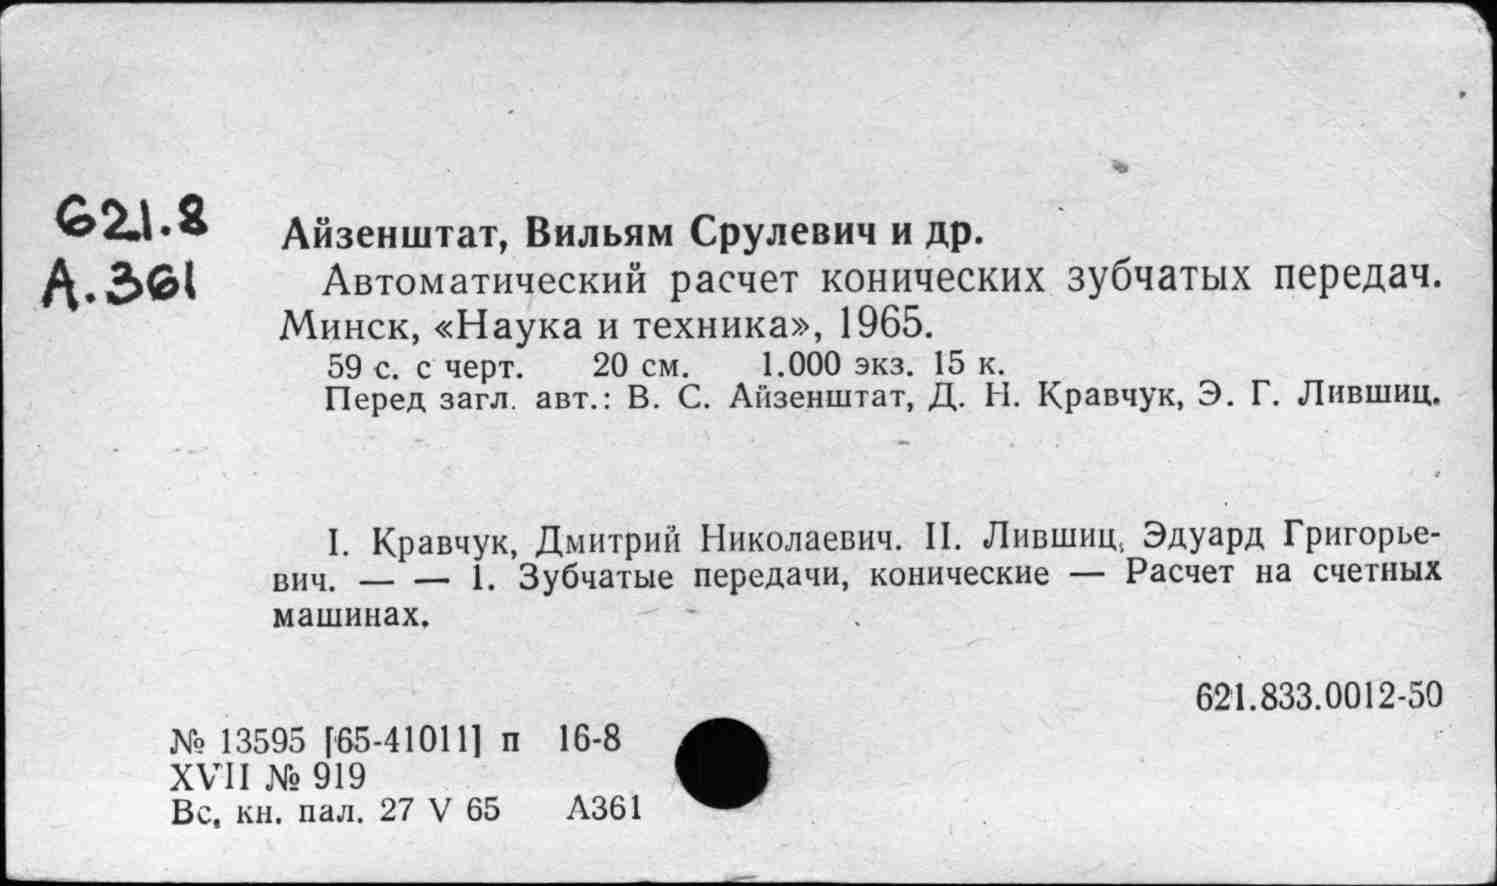 621.8
А.361
Айзенштат, Вильям Срулевич и др.
Автоматический расчет конических зубчатых передач.
Минск, «Наука и техника», 1965.
59 с. с черт. 20 см. 1.000 экз. 15 к.
Перед загл. авт.: В. С. Айзенштат, Д. Н. Кравчук, Э. Г. Лившиц.
I. Кравчук, Дмитрий Николаевич. II. Лившиц, Эдуард Григорье-
вич. — — 1. Зубчатые передачи, конические — Расчет на счетных
машинах.
621.833.0012-50
№ 13595 [65-41011] п 16-8
XVII № 919
Вс. кн. пал. 27 V 65 А361